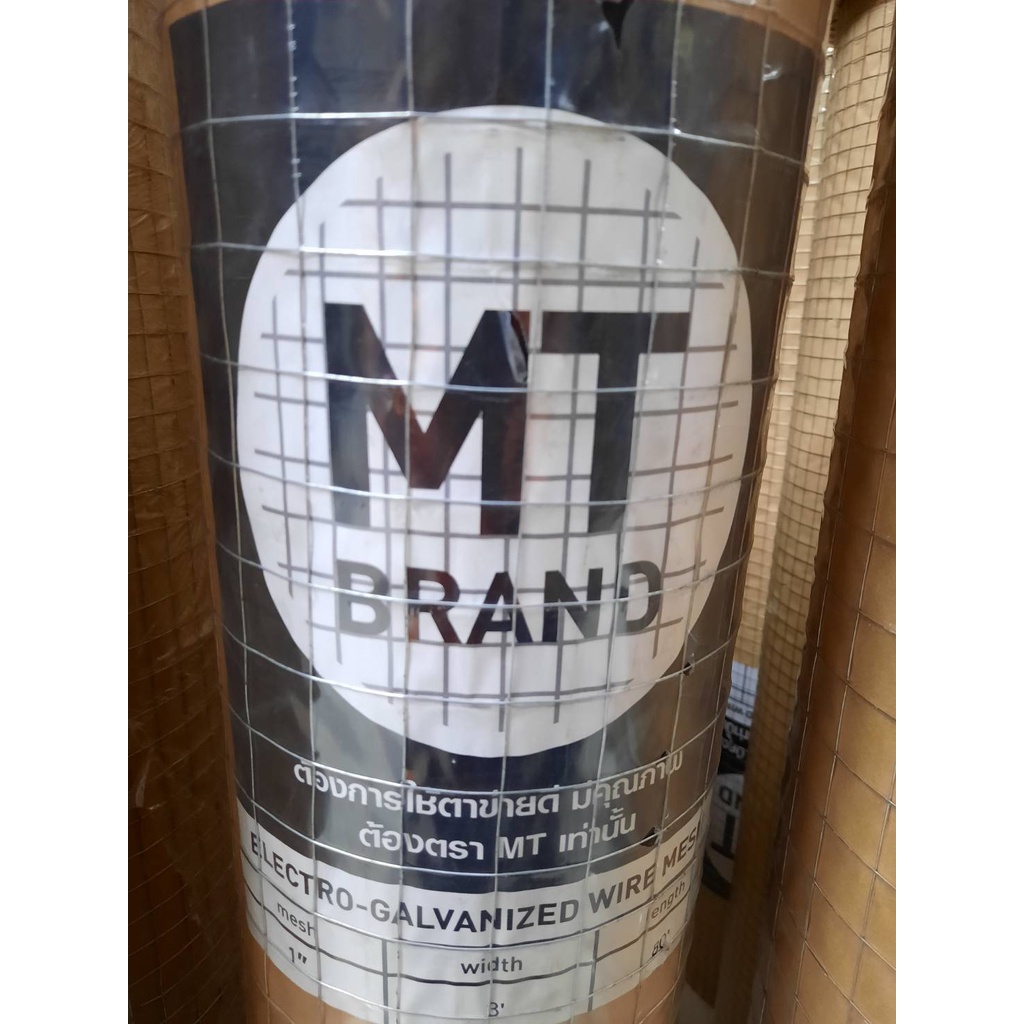 MT
BRAND
ต้องการใช้ตาข่ายดี มีคุณภาพ
ต้องตรา MT เท่านั้น
ELECTRO-GALVANIZED WIRE MESH
mesh width length
1" 3' 80'